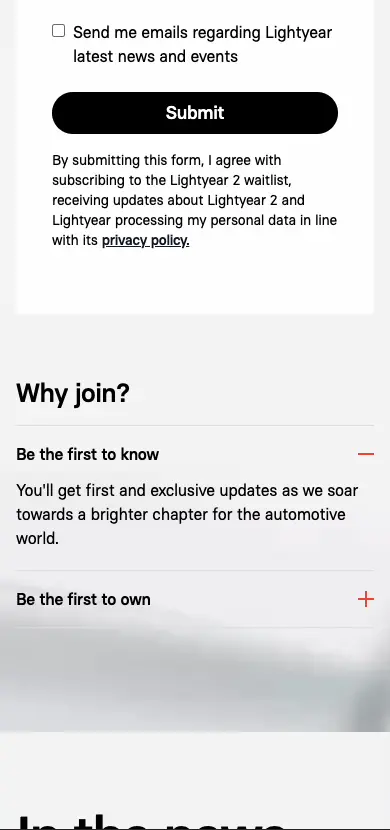 Send me emails regarding Lightyear
latest news and events
Submit
By submitting this form, I agree with
subscribing to the Lightyear 2 waitlist,
receiving updates about Lightyear 2 and
Lightyear processing my personal data in line
with its privacy policy.
Why join?
Be the first to know
You'll get first and exclusive updates as we soar
towards a brighter chapter for the automotive
world.
Be the first to own
In the news